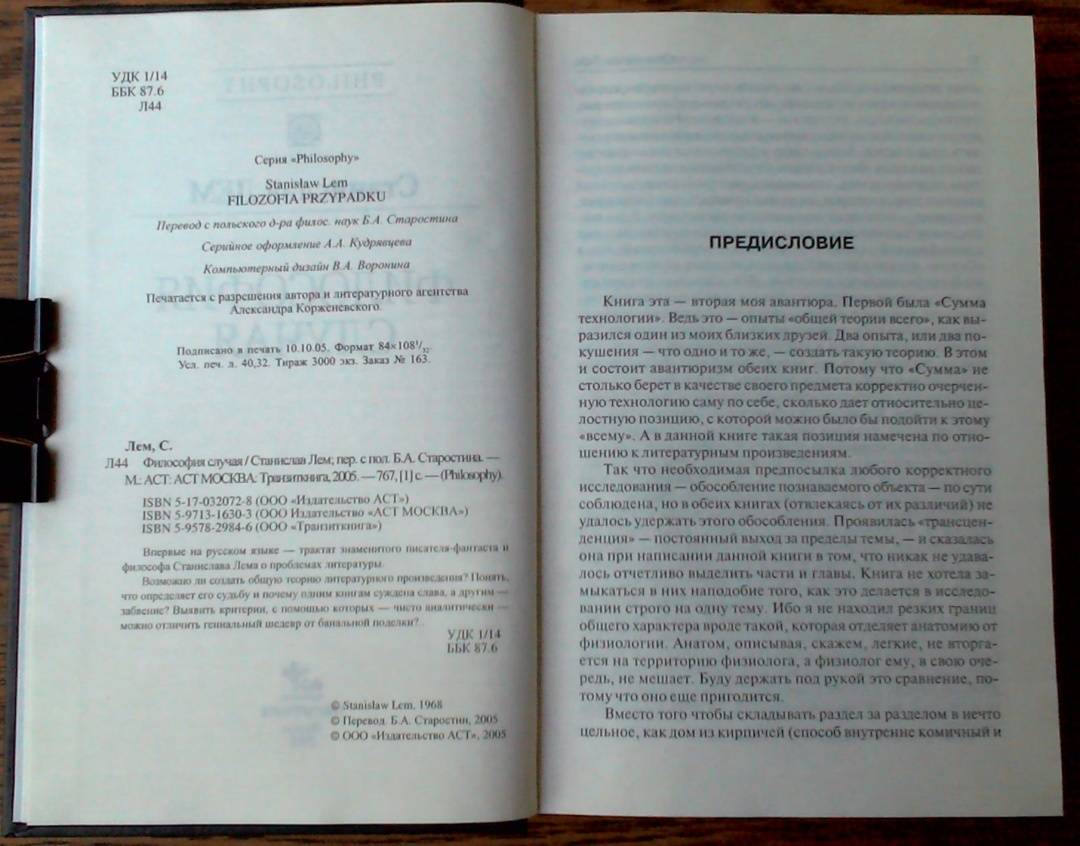 УДК 1/14
ББК 87.6
Л44
Серия «Philosophy»
Stanislaw Lem
FILOZOFIA PRZYPADKU
Перевод с польского д-ра филос. наук Б.А. Старостина
Серийное оформление А.А. Кудрявцева
Компьютерный дизайн В.А. Воронина
Печатается с разрешения автора и литературного агентства
Александра Корженевского.
Подписано в печать 10.10.05. Формат 84×108¹/₃₂.
Усл. печ. л. 40,32. Тираж 3000 экз. Заказ № 163.
Лем, С.
Л44 Философия случая / Станислав Лем; пер. с пол. Б.А. Старостина. —
М.: АСТ: АСТ МОСКВА: Транзиткнига, 2005. — 767, [1] с. — (Philosophy).
ISBN 5-17-032072-8 (ООО «Издательство АСТ»)
ISBN 5-9713-1630-3 (ООО «Издательство «АСТ МОСКВА»)
ISBN 5-9578-2984-6 (ООО «Транзиткнига»)
Впервые на русском языке — трактат знаменитого писателя-фантаста и
философа Станислава Лема о проблемах литературы.
Возможно ли создать общую теорию литературного произведения? Понять,
что определяет его судьбу и почему одним книгам суждена слава, а другим —
забвение? Выявить критерии, с помощью которых — чисто аналитически —
можно отличить гениальный шедевр от банальной поделки?..
УДК 1/14
ББК 87.6
© Stanislaw Lem, 1968
© Перевод. Б.А. Старостин, 2005
© ООО «Издательство АСТ», 2005
ПРЕДИСЛОВИЕ
Книга эта — вторая моя авантюра. Первой была «Сумма
технологии». Ведь это — опыты «общей теории всего», как вы-
разился один из моих близких друзей. Два опыта, или два по-
кушения — что одно и то же, — создать такую теорию. В этом
и состоит авантюризм обеих книг. Потому что «Сумма» не
столько берет в качестве своего предмета корректно очерчен-
ную технологию саму по себе, сколько дает относительно це-
лостную позицию, с которой можно было бы подойти к этому
«всему». А в данной книге такая позиция намечена по отно-
шению к литературным произведениям.
Так что необходимая предпосылка любого корректного
исследования — обособление познаваемого объекта — по сути
соблюдена, но в обеих книгах (отвлекаясь от их различий) не
удалось удержать этого обособления. Проявилась «трансцен-
денция» — постоянный выход за пределы темы, — и сказалась
она при написании данной книги в том, что никак не удава-
лось отчетливо выделить части и главы. Книга не хотела за-
мыкаться в них наподобие того, как это делается в исследо-
вании строго на одну тему. Ибо я не находил резких границ
общего характера вроде такой, которая отделяет анатомию от
физиологии. Анатом, описывая, скажем, легкие, не вторга-
ется на территорию физиолога, а физиолог ему, в свою оче-
редь, не мешает. Буду держать под рукой это сравнение, по-
тому что оно еще пригодится.
Вместо того чтобы складывать раздел за разделом в нечто
цельное, как дом из кирпичей (способ внутренне комичный и